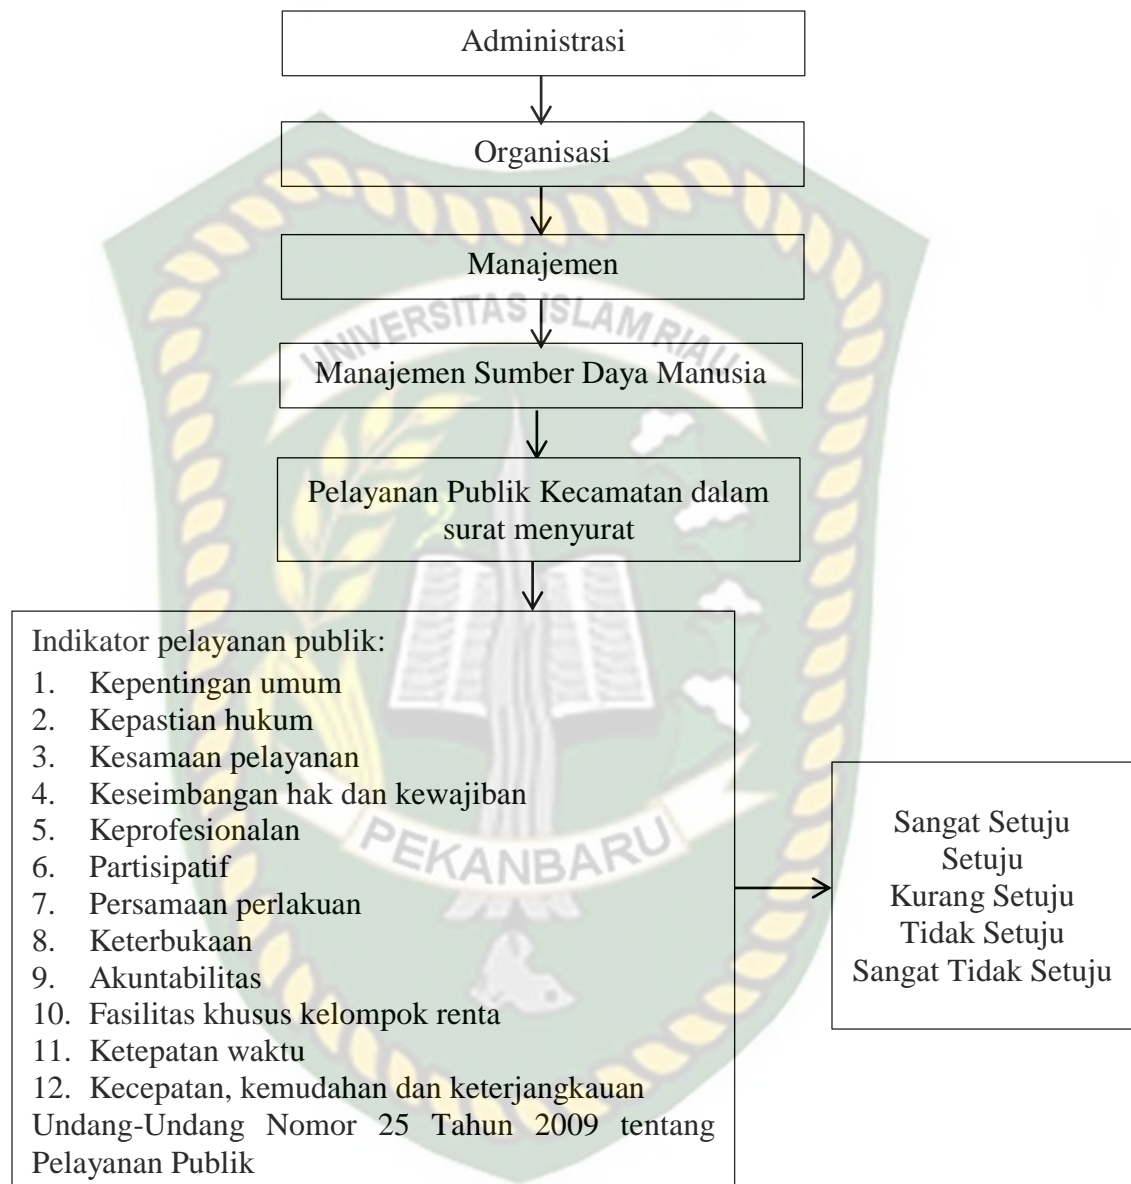 Administrasi
Organisasi
Manajemen
UNIVERSITAS ISLAM RIAU
Manajemen Sumber Daya Manusia
Pelayanan Publik Kecamatan dalam
surat menyurat
Indikator pelayanan publik:
1. Kepentingan umum
2. Kepastian hukum
3. Kesamaan pelayanan
4. Keseimbangan hak dan kewajiban
5. Keprofesionalan
6. Partisipatif
7. Persamaan perlakuan
8. Keterbukaan
9. Akuntabilitas
10. Fasilitas khusus kelompok renta
11. Ketepatan waktu
12. Kecepatan, kemudahan dan keterjangkauan
Undang-Undang Nomor 25 Tahun 2009 tentang
Pelayanan Publik
PEKANBARU
Sangat Setuju
Setuju
Kurang Setuju
Tidak Setuju
Sangat Tidak Setuju